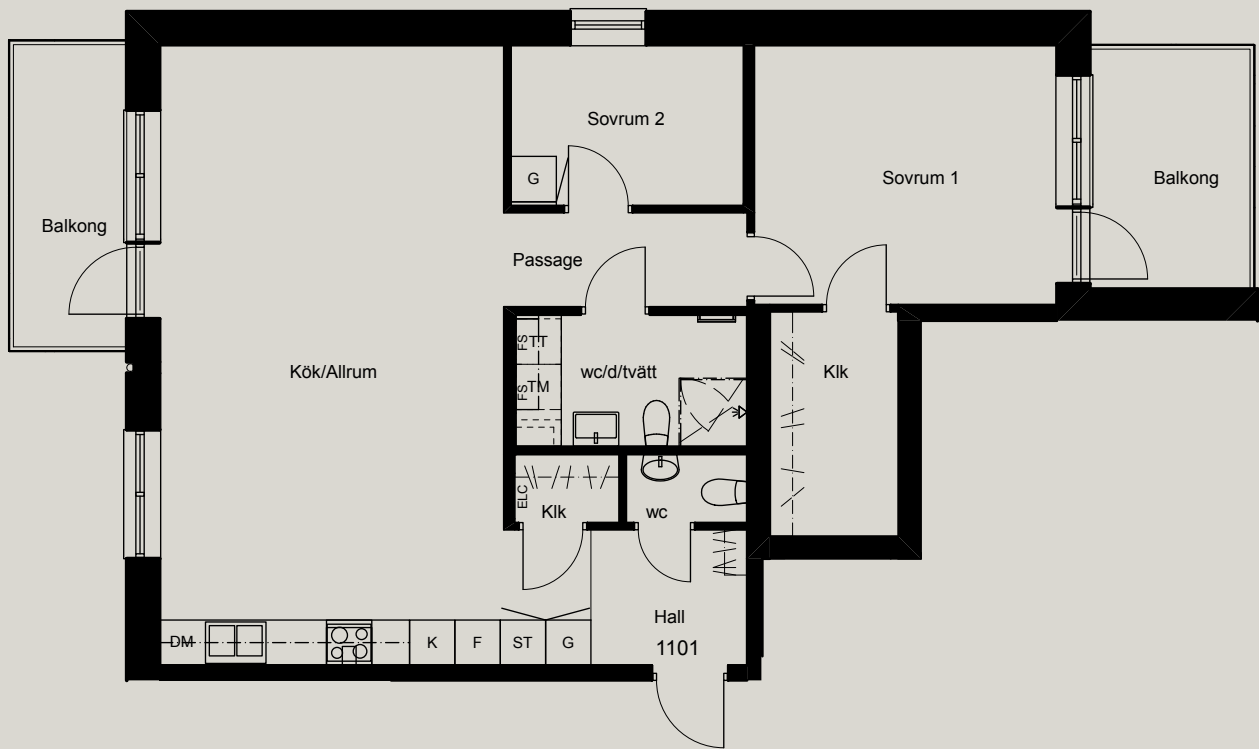 Sovrum 2
G
Sovrum 1
Balkong
Balkong
Passage
FS
TT
FS
TM
wc/d/tvätt
Kök/Allrum
Klk
ELC
Klk
wc
Hall
1101
DM
K
F
ST
G